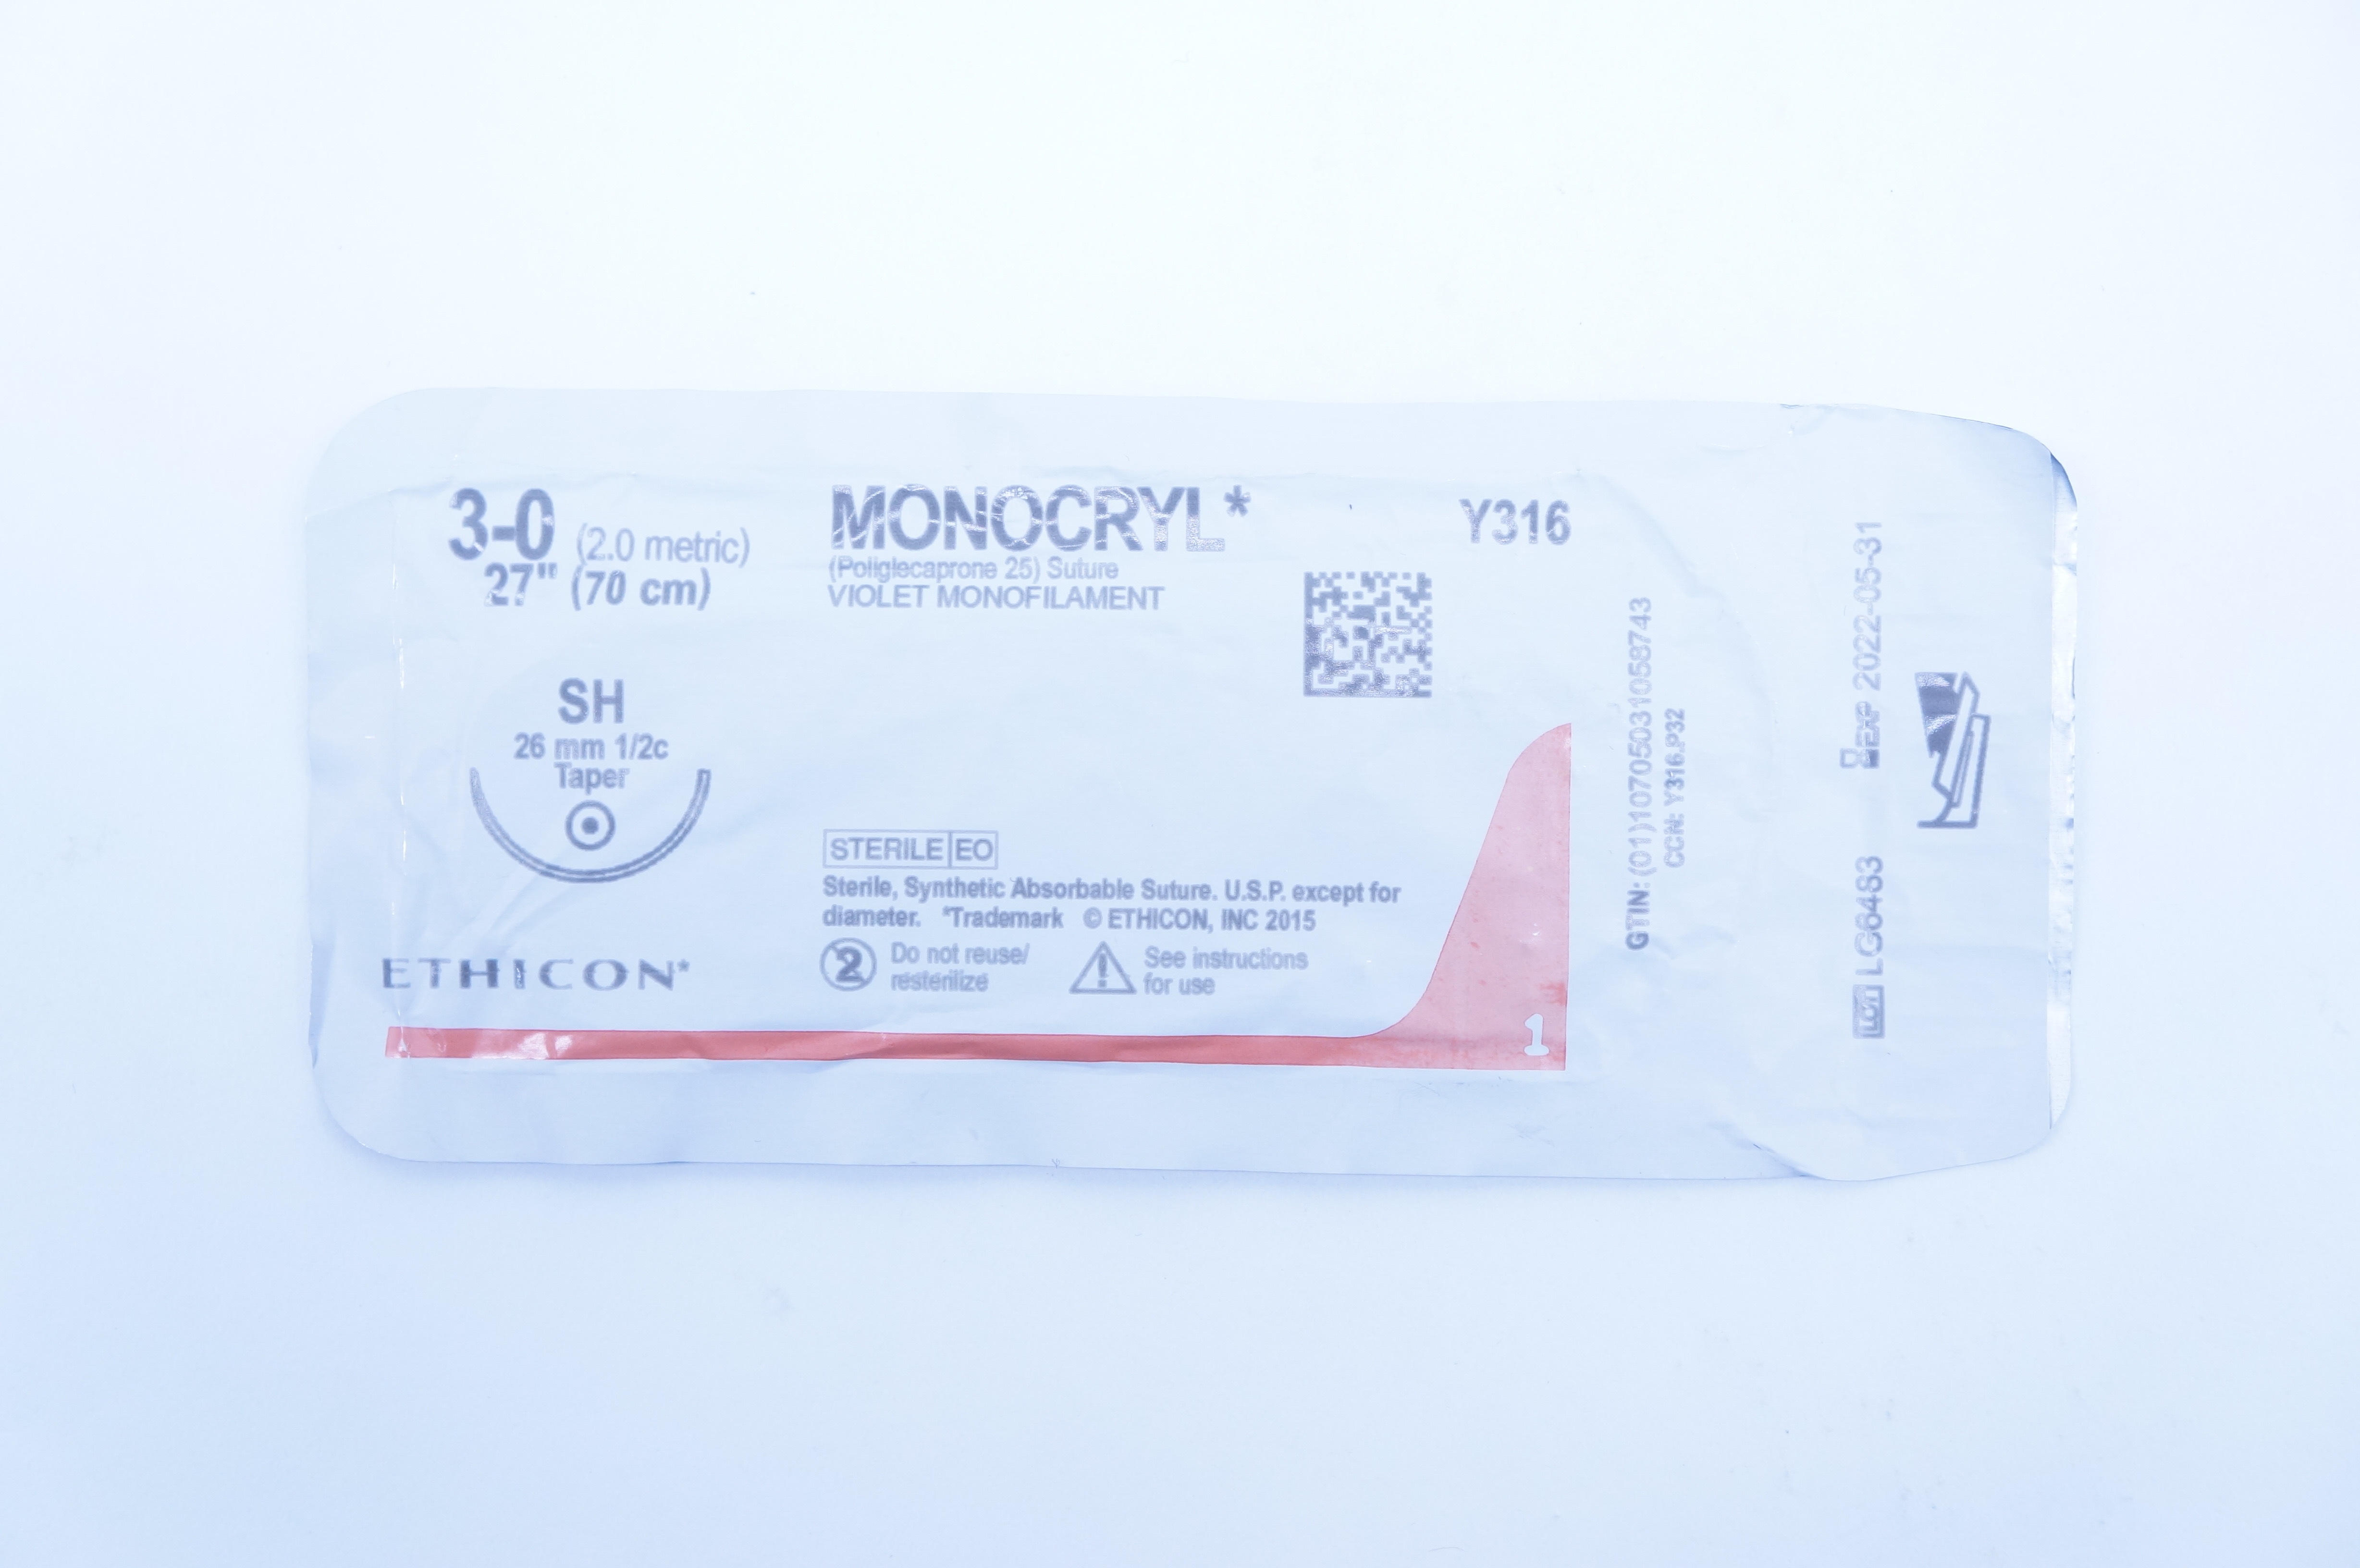 3-0 (2.0 metric)
27" (70 cm)
MONOCRYL*
(Poliglecaprone 25) Suture
VIOLET MONOFILAMENT
Y316
SH
26 mm 1/2c
Taper
STERILE EO
Sterile, Synthetic Absorbable Suture. U.S.P. except for
diameter. *Trademark © ETHICON, INC 2015
2 Do not reuse/
resterilize
! See instructions
for use
ETHICON*
1
GTIN: (01)10705031058743
CCN: Y316.P32
EXP 2022-05-31
LOT LG6483